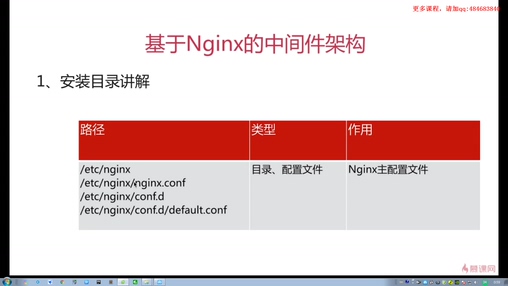 更多课程，请加qq:484683840
基于Nginx的中间件架构
1、安装目录讲解
路径
类型
作用
/etc/nginx
/etc/nginx/nginx.conf
/etc/nginx/conf.d
/etc/nginx/conf.d/default.conf
目录、配置文件
Nginx主配置文件
慕课网